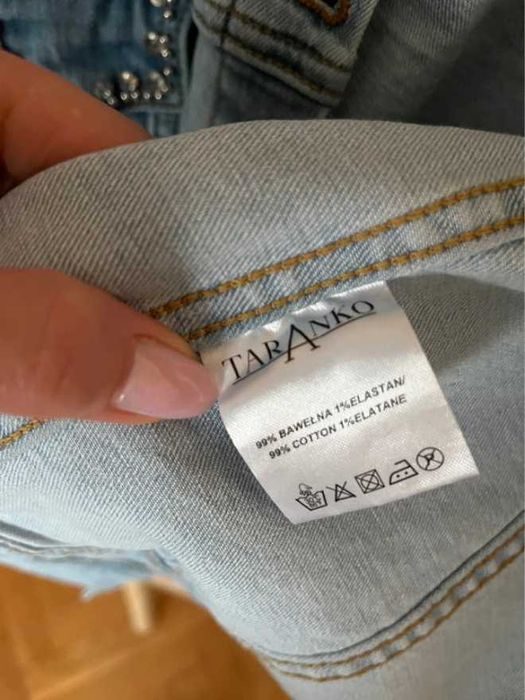 TARANKO
99% BAWEŁNA 1%ELASTAN/
99% COTTON 1%ELATANE